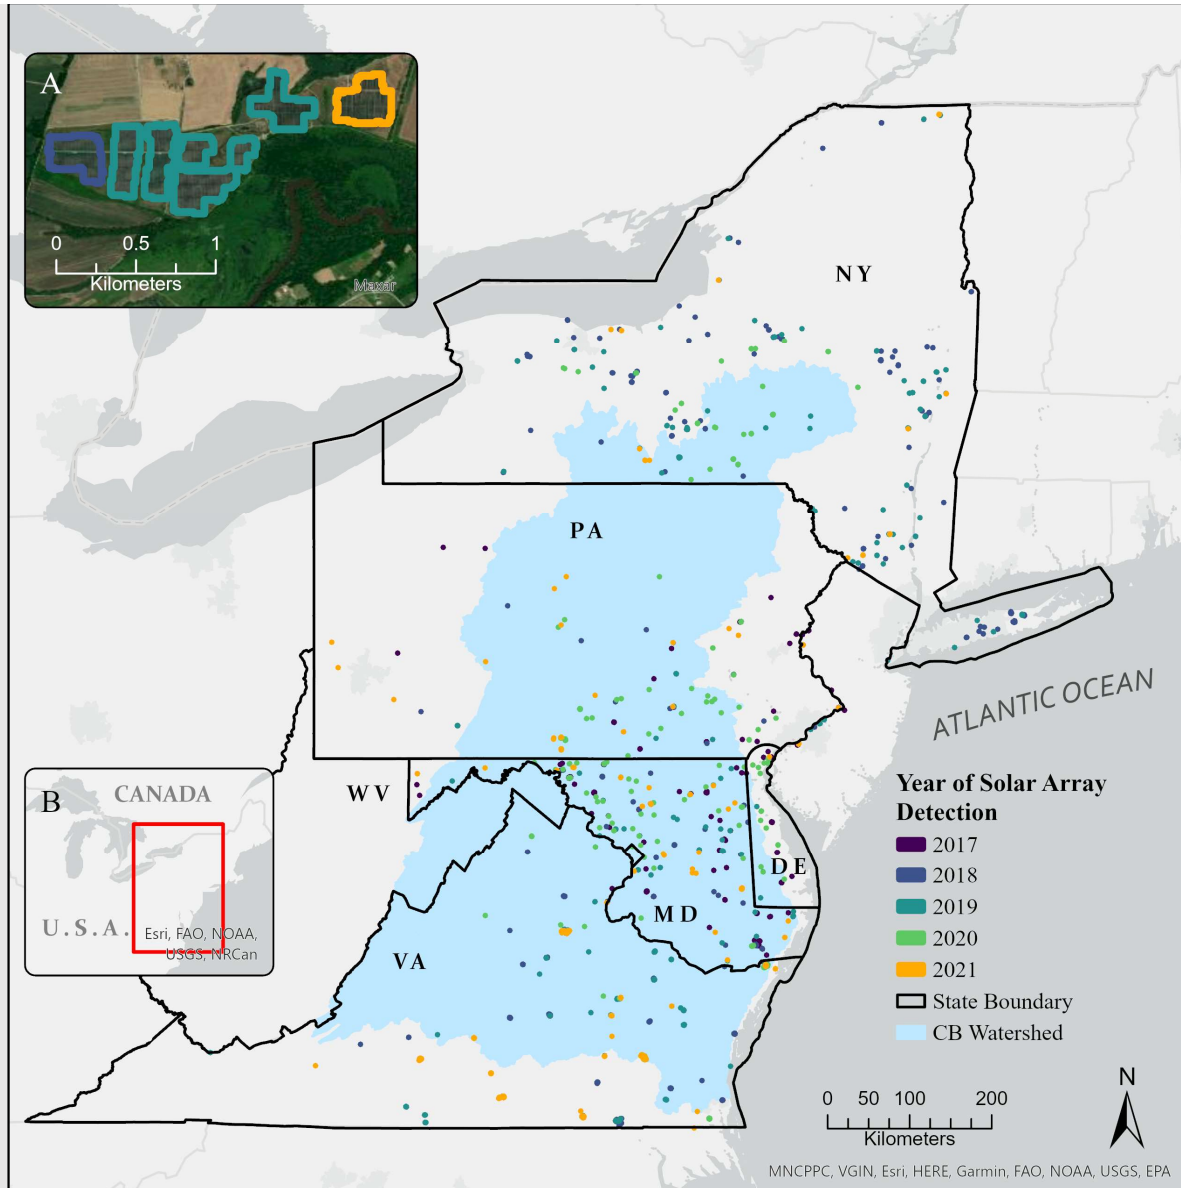 A
0 0.5 1
Kilometers
Maxar
NY
PA
ATLANTIC OCEAN
WV
DE
MD
VA
B
CANADA
U.S.A.
Esri, FAO, NOAA,
USGS, NRCan
Year of Solar Array
Detection
2017
2018
2019
2020
2021
State Boundary
CB Watershed
0 50 100 200
Kilometers
N
MNCPPC, VGIN, Esri, HERE, Garmin, FAO, NOAA, USGS, EPA